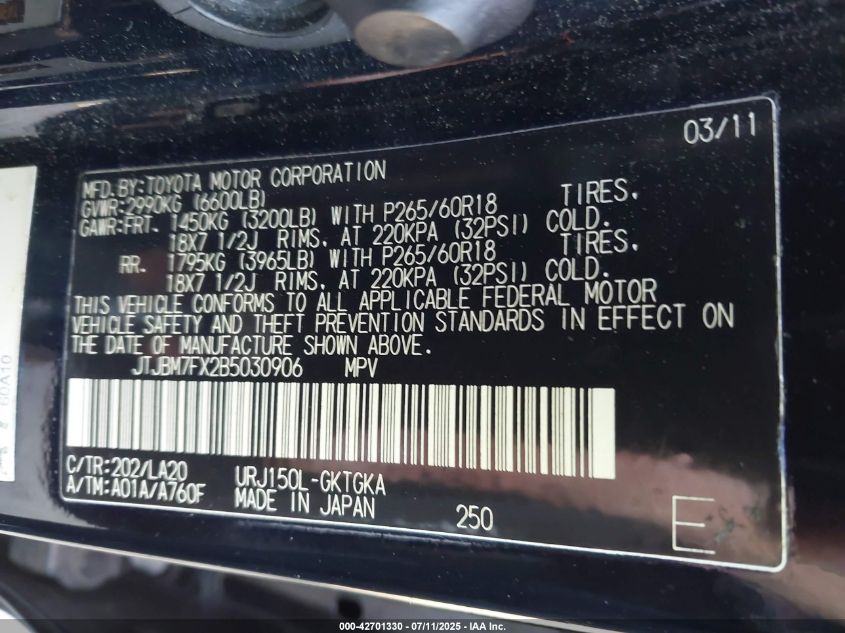 03/11
MFD. BY:TOYOTA MOTOR CORPORATION
GVWR:2990KG (6600LB)
GAWR:FRT. 1450KG (3200LB) WITH P265/60R18 TIRES,
18X7 1/2J RIMS, AT 220KPA (32PSI) COLD.
RR. 1795KG (3965LB) WITH P265/60R18 TIRES,
18X7 1/2J RIMS, AT 220KPA (32PSI) COLD.
THIS VEHICLE CONFORMS TO ALL APPLICABLE FEDERAL MOTOR
VEHICLE SAFETY AND THEFT PREVENTION STANDARDS IN EFFECT ON
THE DATE OF MANUFACTURE SHOWN ABOVE.
JTJBM7FX2B5030906 MPV
C/TR:202/LA20 URJ150L-GKTGKA
A/TM:A01A/A760F MADE IN JAPAN 250
E
60A10
000-42701330 - 07/11/2025 - IAA Inc.